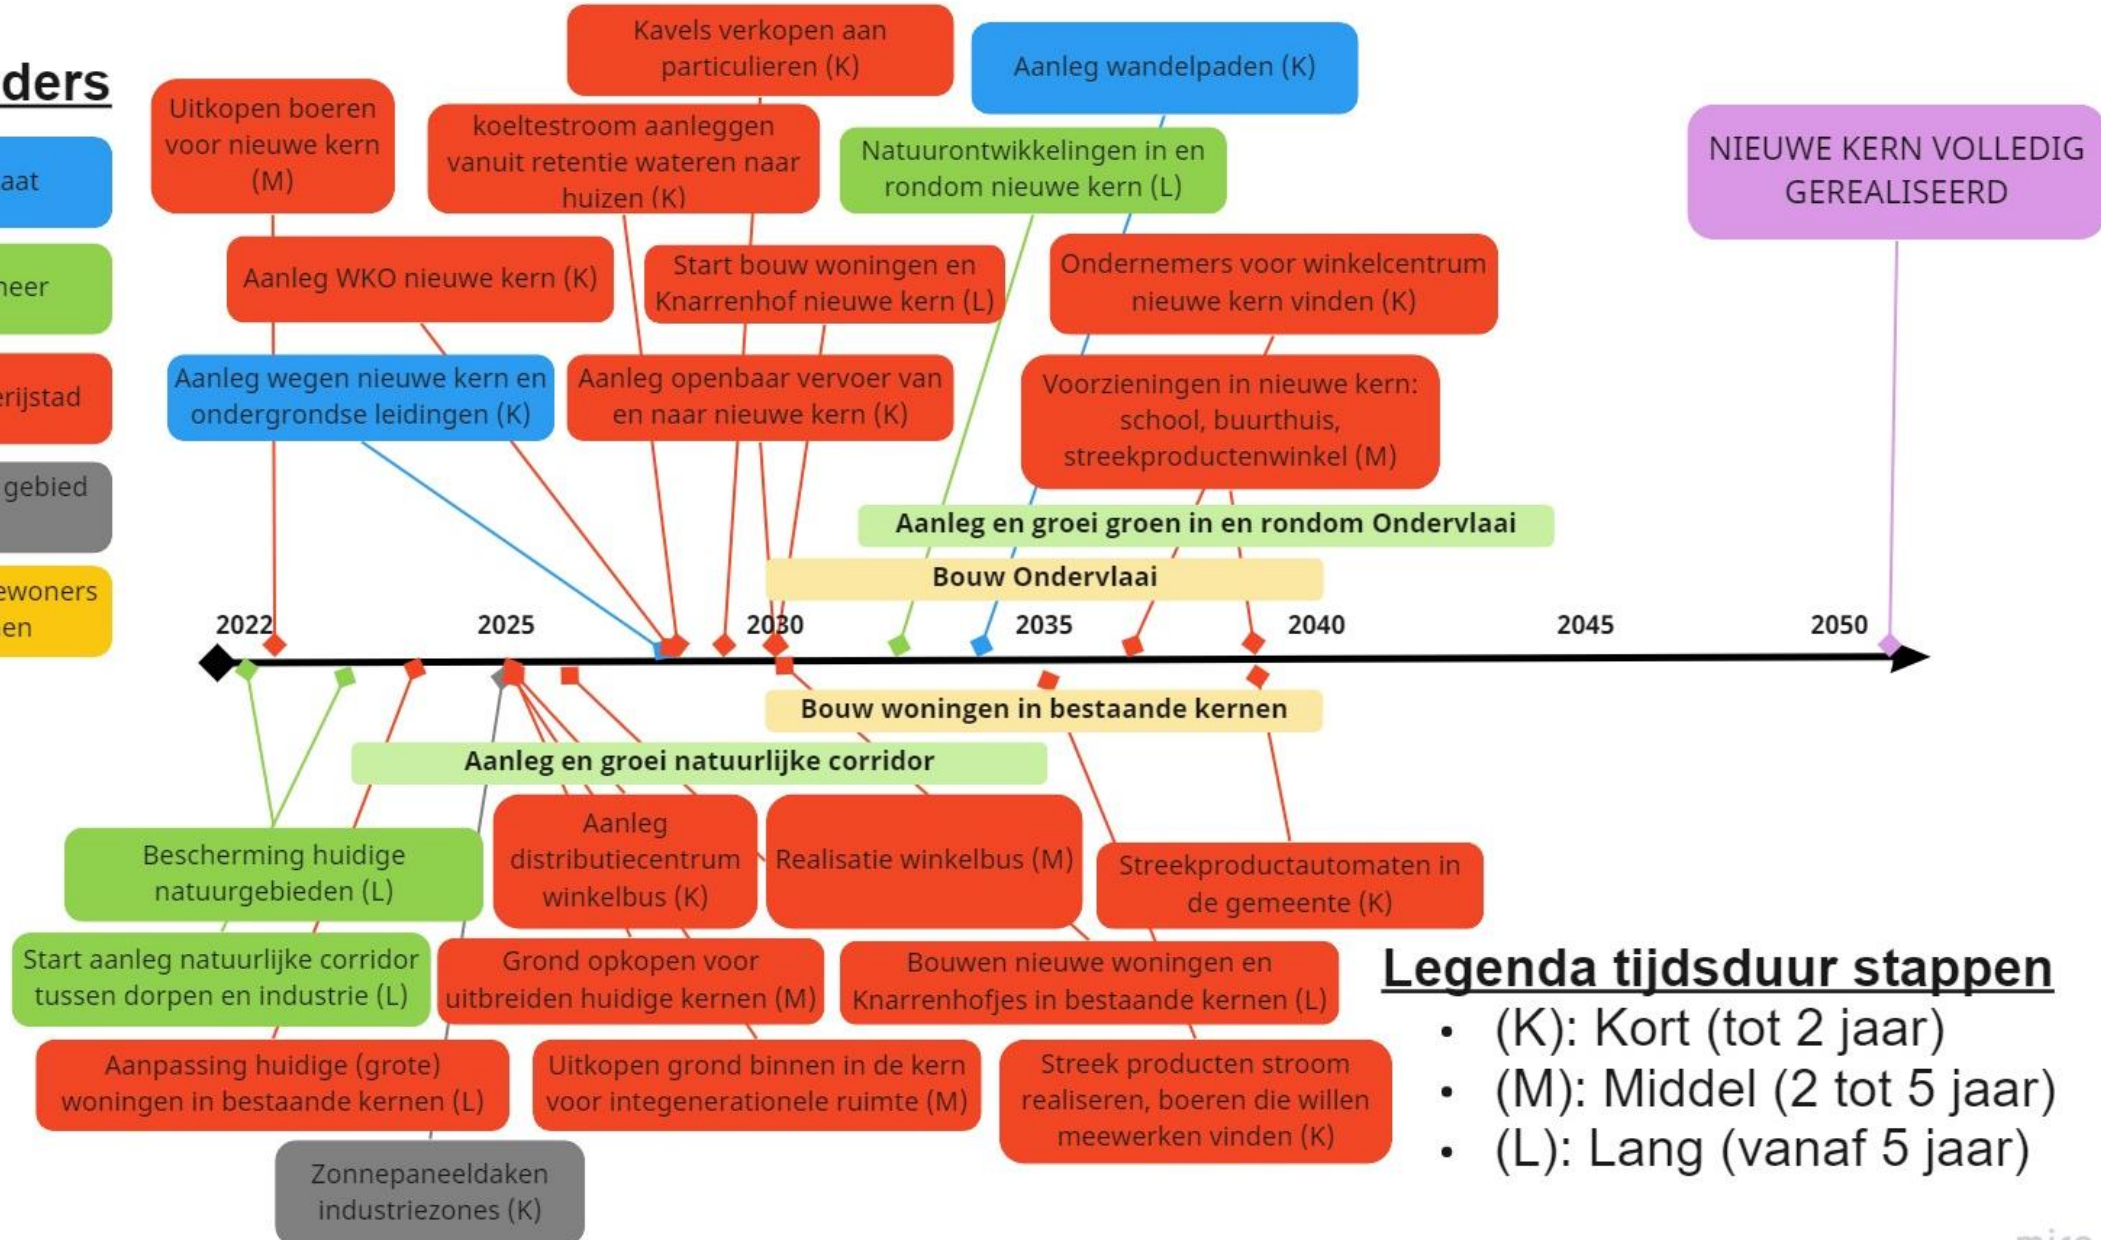 ders
aat
neer
erijstad
gebied
ewoners
en
Kavels verkopen aan
particulieren (K)
Aanleg wandelpaden (K)
Uitkopen boeren
voor nieuwe kern
(M)
koeltestroom aanleggen
vanuit retentie wateren naar
huizen (K)
Natuurontwikkelingen in en
rondom nieuwe kern (L)
NIEUWE KERN VOLLEDIG
GEREALISEERD
Aanleg WKO nieuwe kern (K)
Start bouw woningen en
Knarrenhof nieuwe kern (L)
Ondernemers voor winkelcentrum
nieuwe kern vinden (K)
Aanleg wegen nieuwe kern en
ondergrondse leidingen (K)
Aanleg openbaar vervoer van
en naar nieuwe kern (K)
Voorzieningen in nieuwe kern:
school, buurthuis,
streekproductenwinkel (M)
Aanleg en groei groen in en rondom Ondervlaai
Bouw Ondervlaai
2022 2025 2030 2035 2040 2045 2050
Bouw woningen in bestaande kernen
Aanleg en groei natuurlijke corridor
Bescherming huidige
natuurgebieden (L)
Aanleg
distributiecentrum
winkelbus (K)
Realisatie winkelbus (M)
Streekproductautomaten in
de gemeente (K)
Start aanleg natuurlijke corridor
tussen dorpen en industrie (L)
Grond opkopen voor
uitbreiden huidige kernen (M)
Bouwen nieuwe woningen en
Knarrenhofjes in bestaande kernen (L)
Aanpassing huidige (grote)
woningen in bestaande kernen (L)
Uitkopen grond binnen in de kern
voor integenerationele ruimte (M)
Streek producten stroom
realiseren, boeren die willen
meewerken vinden (K)
Zonnepaneeldaken
industriezones (K)
Legenda tijdsduur stappen
• (K): Kort (tot 2 jaar)
• (M): Middel (2 tot 5 jaar)
• (L): Lang (vanaf 5 jaar)